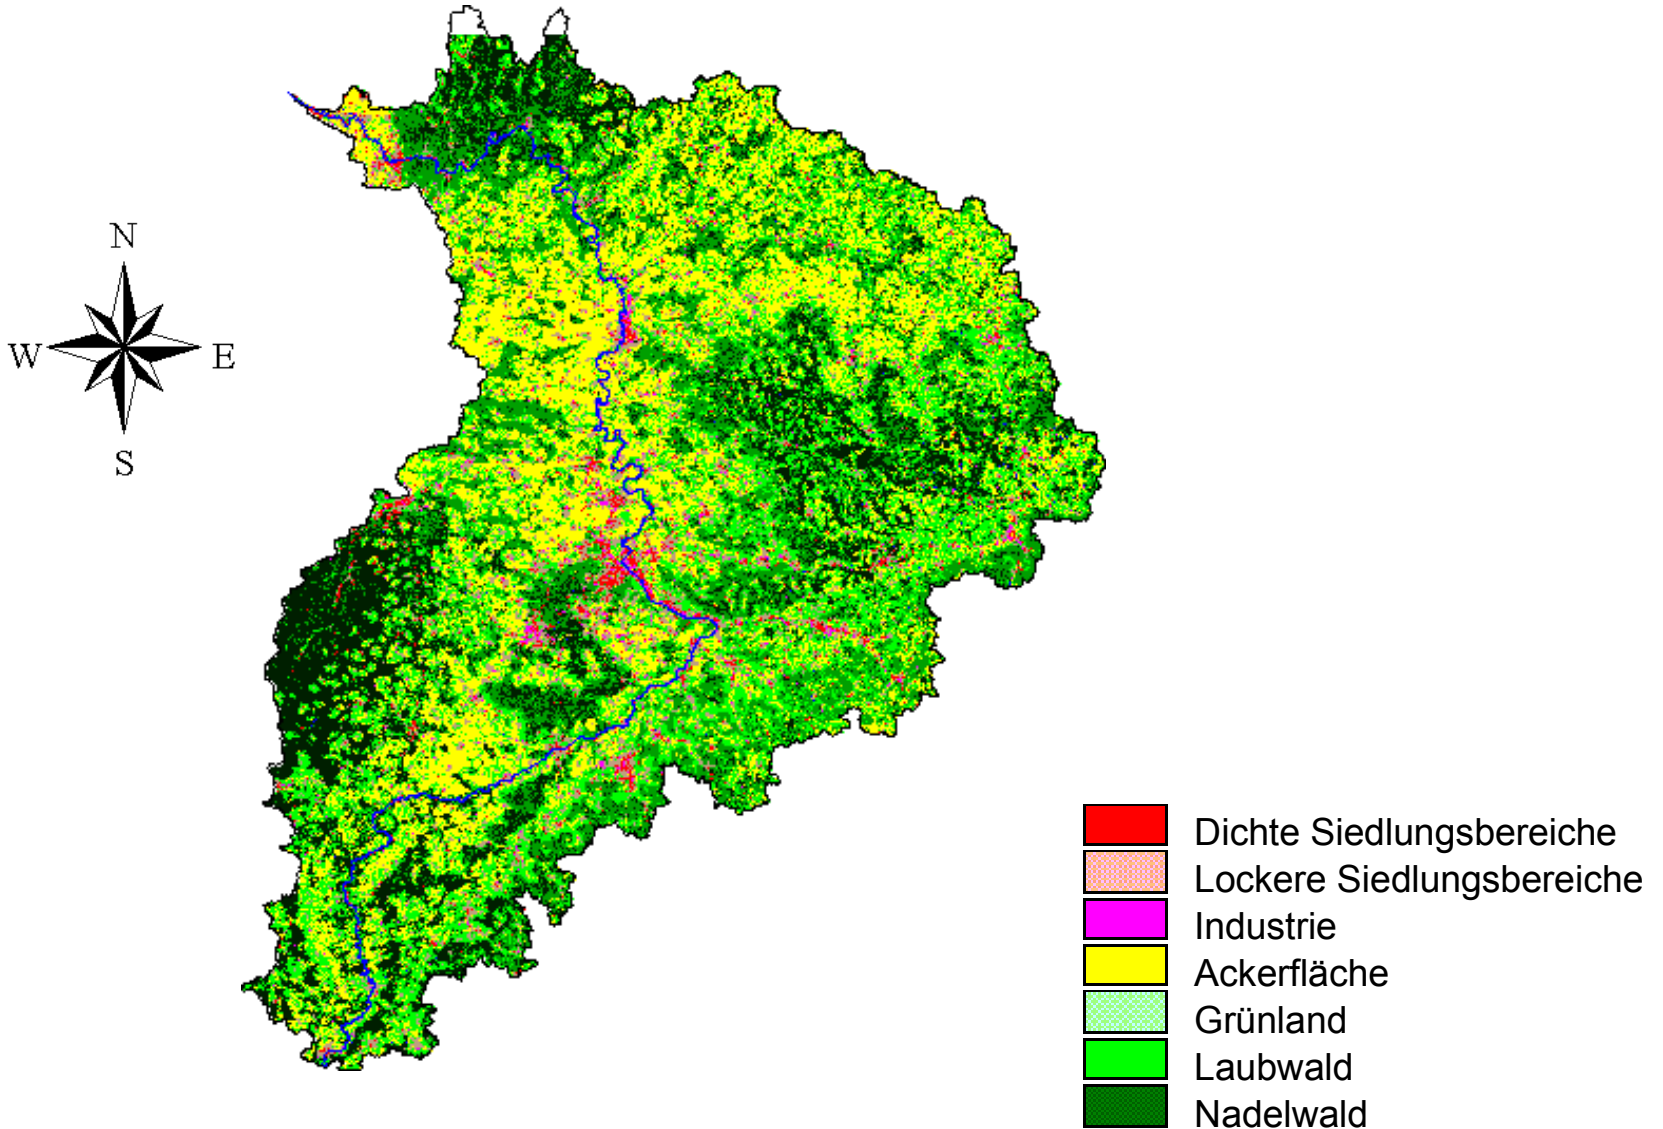 N
W E
S
Dichte Siedlungsbereiche
Lockere Siedlungsbereiche
Industrie
Ackerfläche
Grünland
Laubwald
Nadelwald